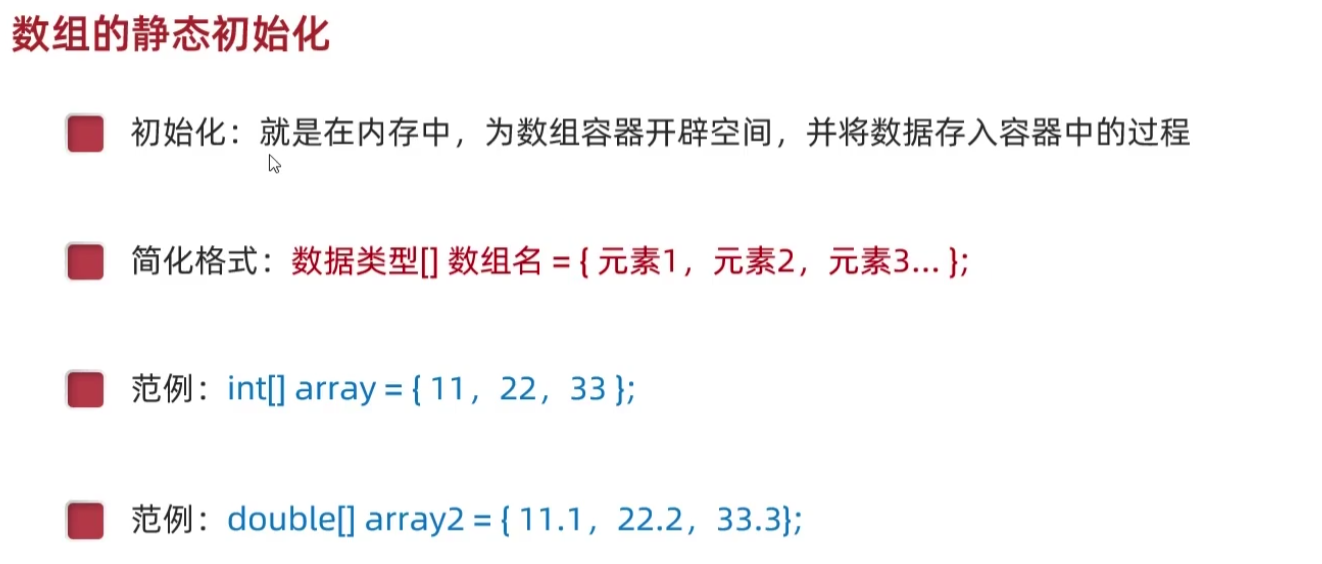 数组的静态初始化
初始化：就是在内存中，为数组容器开辟空间，并将数据存入容器中的过程
简化格式：数据类型[] 数组名 = { 元素1，元素2，元素3... };
范例：int[] array = { 11，22，33 };
范例：double[] array2 = { 11.1，22.2，33.3};